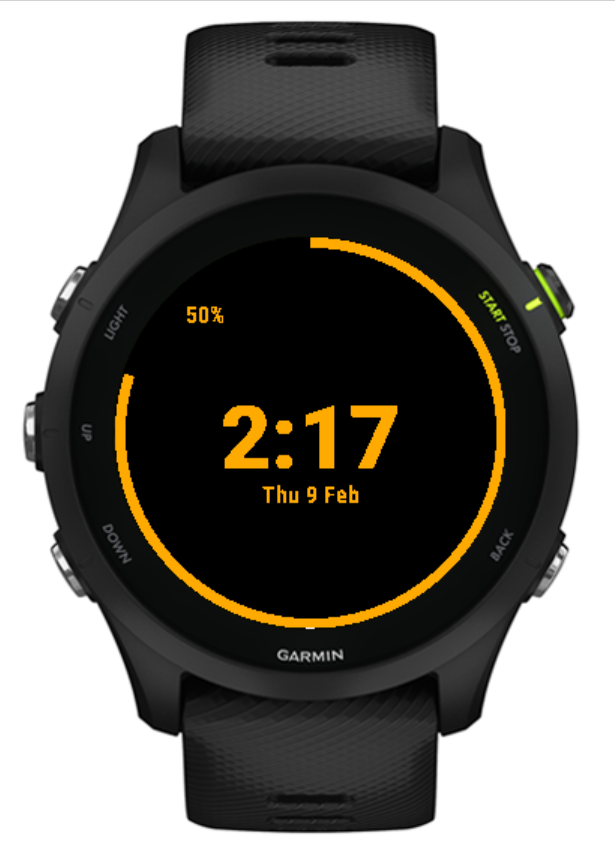 START STOP
LIGHT
50%
UP
2:17
Thu 9 Feb
DOWN
BACK
GARMIN